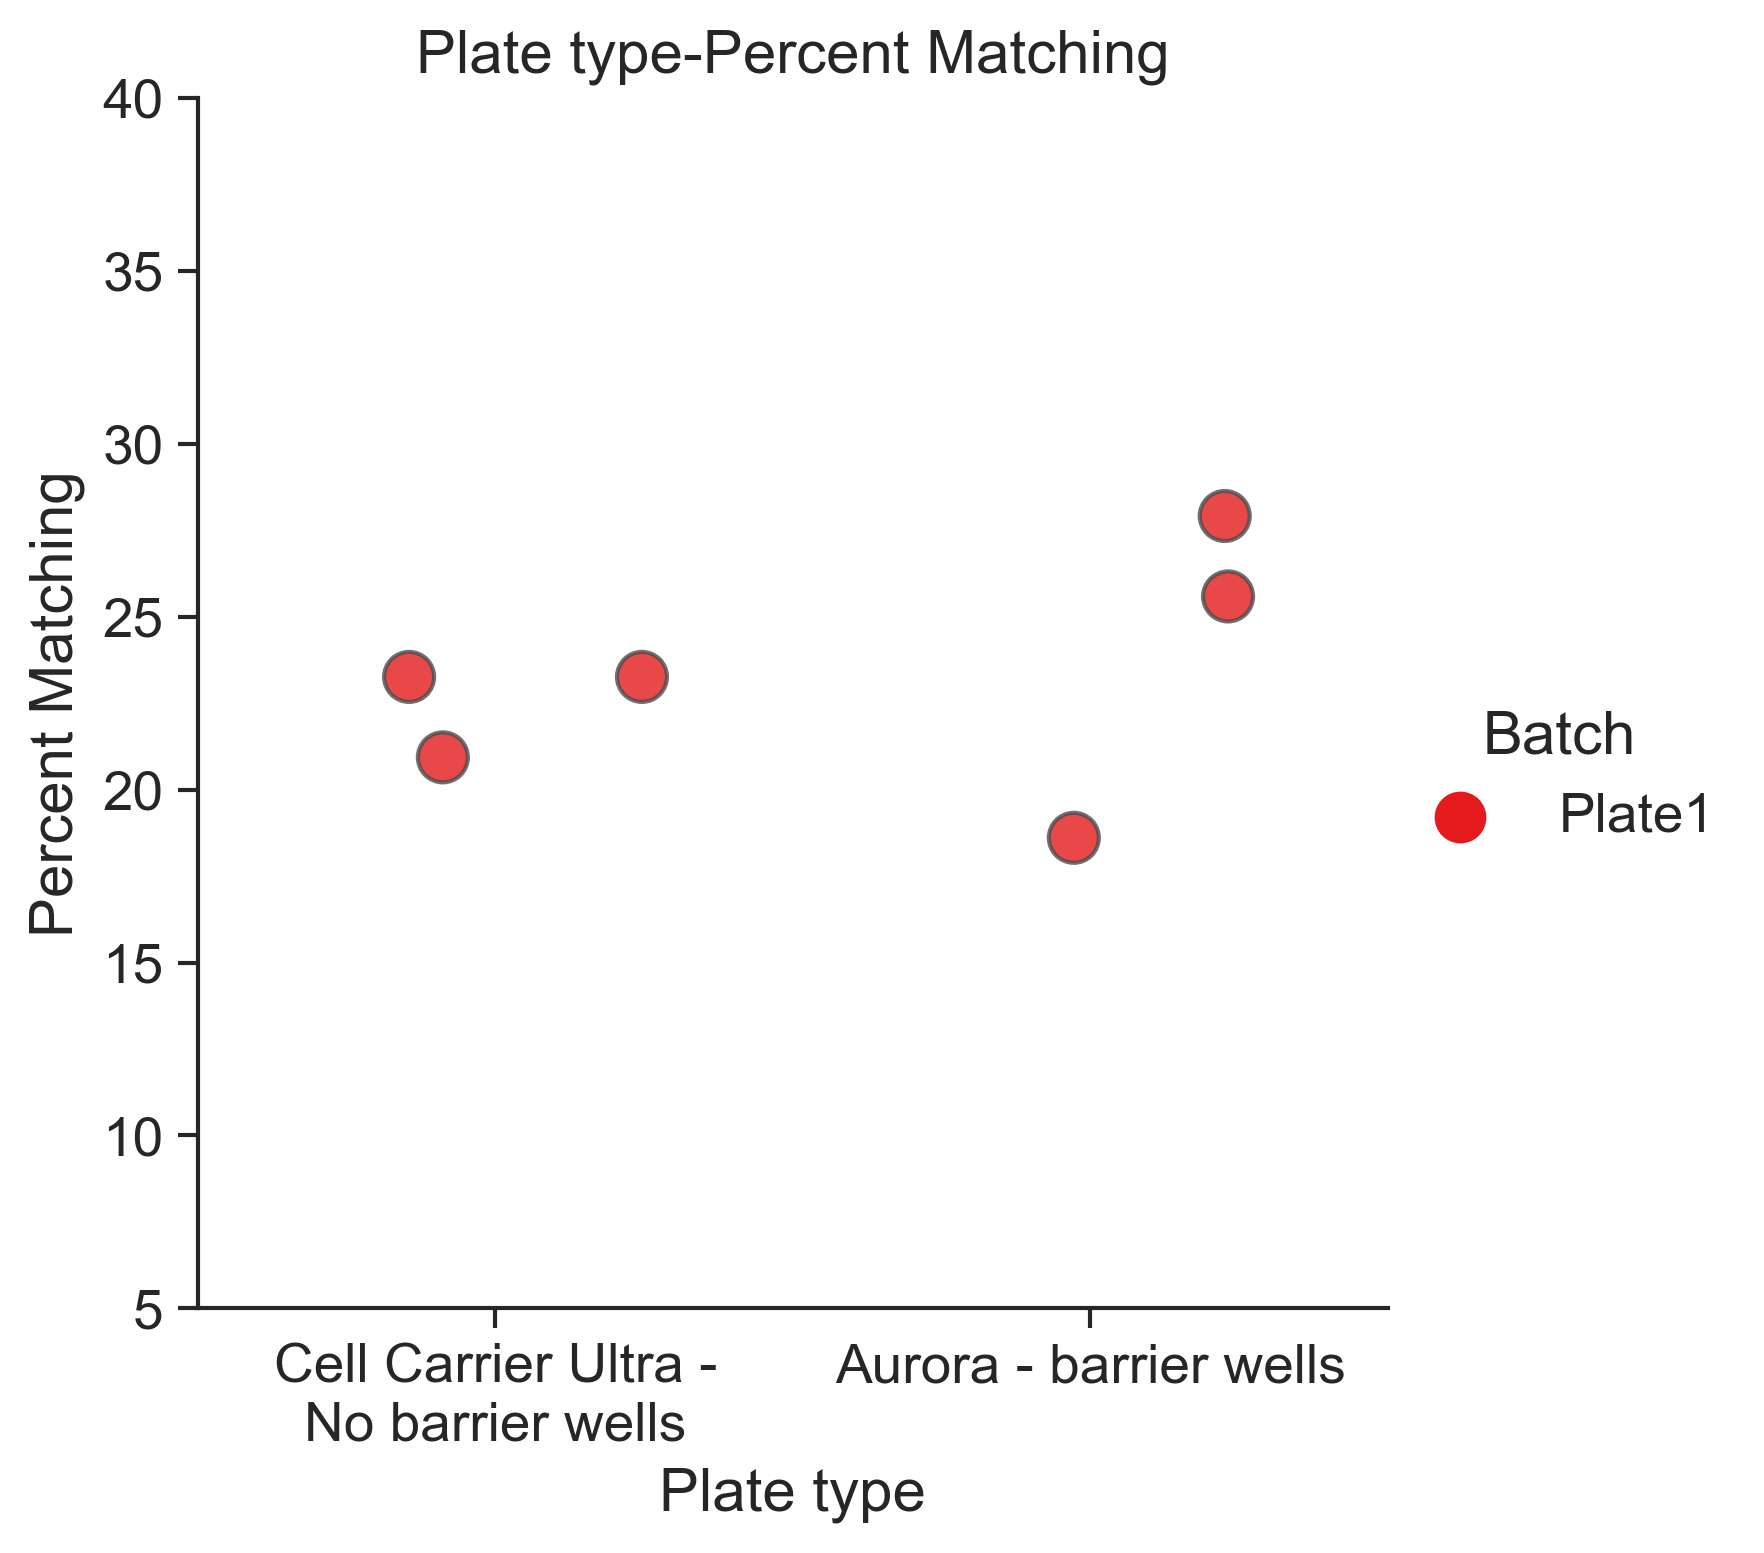 Plate type-Percent Matching
40
35
30
25
20
15
10
5
Percent Matching
Cell Carrier Ultra -
No barrier wells
Aurora - barrier wells
Plate type
Batch
Plate1